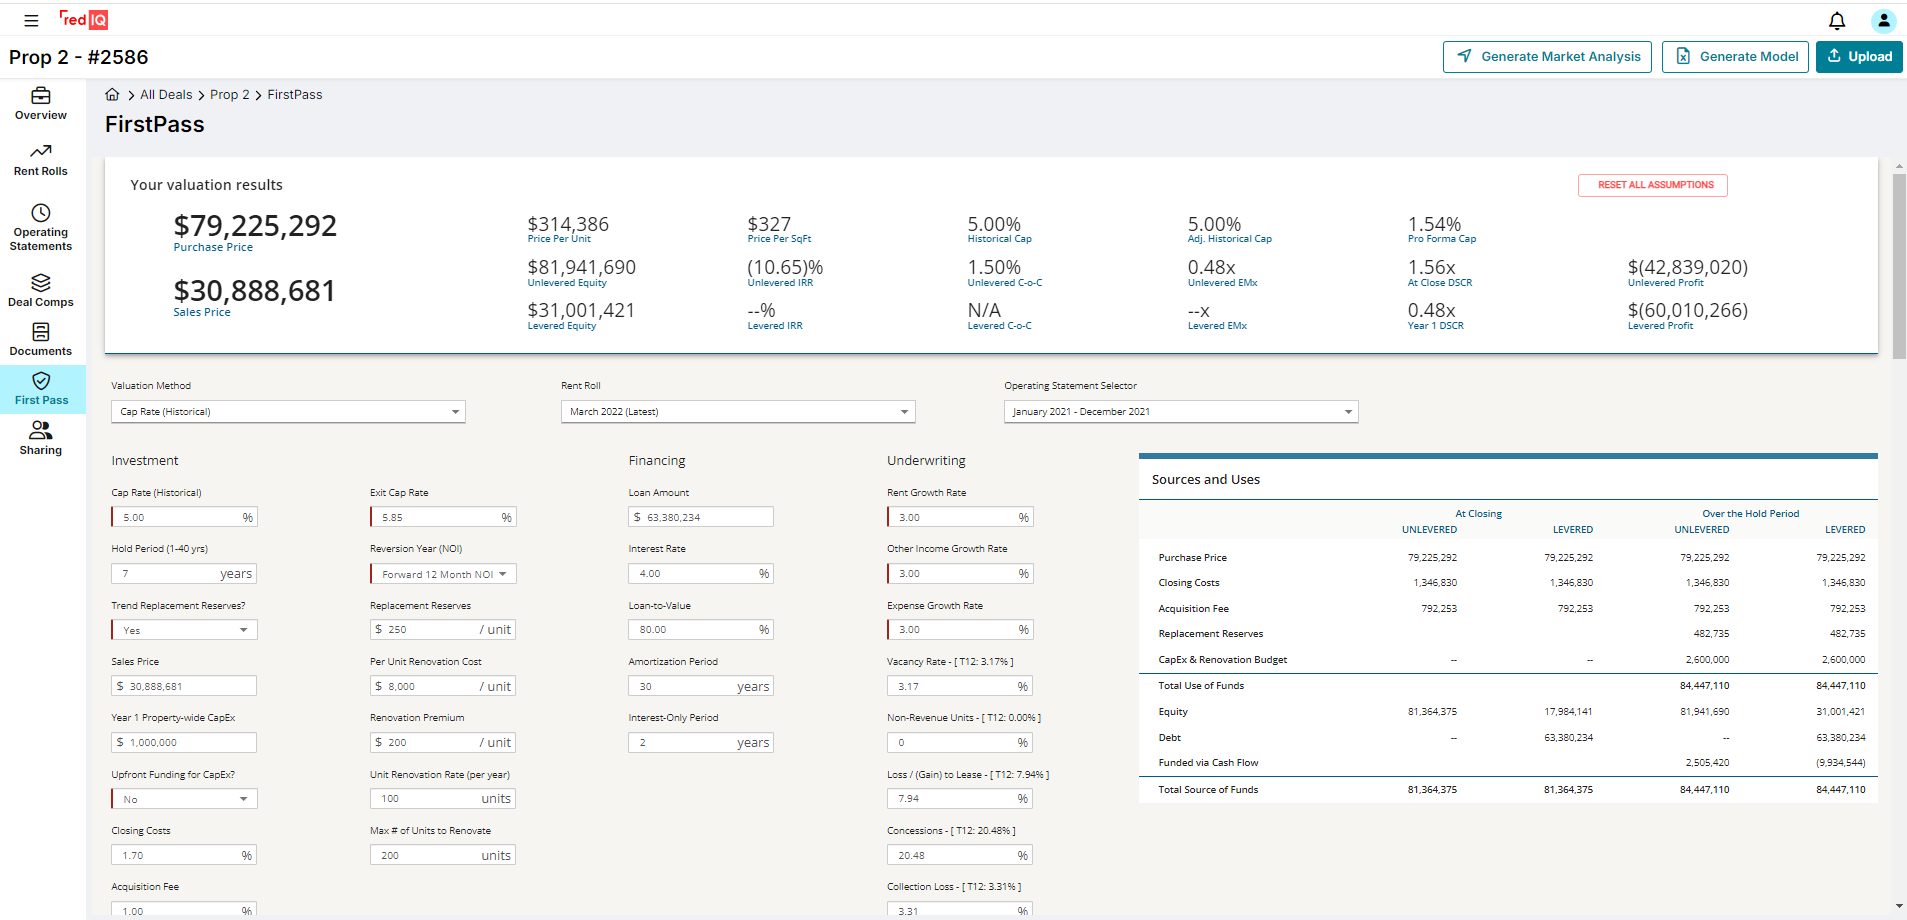 red IQ
Prop 2 - #2586
Generate Market Analysis
Generate Model
Upload
Overview
Rent Rolls
Operating
Statements
Deal Comps
Documents
First Pass
Sharing
All Deals > Prop 2 > FirstPass
FirstPass
Your valuation results
RESET ALL ASSUMPTIONS
$79,225,292
Purchase Price
$30,888,681
Sales Price
$314,386
Price Per Unit
$327
Price Per SqFt
5.00%
Historical Cap
5.00%
Adj. Historical Cap
1.54%
Pro Forma Cap
$81,941,690
Unlevered Equity
(10.65)%
Unlevered IRR
1.50%
Unlevered C-o-C
0.48x
Unlevered EMx
1.56x
At Close DSCR
$(42,839,020)
Unlevered Profit
$31,001,421
Levered Equity
--%
Levered IRR
N/A
Levered C-o-C
--x
Levered EMx
0.48x
Year 1 DSCR
$(60,010,266)
Levered Profit
Valuation Method
Cap Rate (Historical)
Rent Roll
March 2022 (Latest)
Operating Statement Selector
January 2021 - December 2021
Investment
Cap Rate (Historical)
5.00 %
Hold Period (1-40 yrs)
7 years
Trend Replacement Reserves?
Yes
Sales Price
$ 30,888,681
Year 1 Property-wide CapEx
$ 1,000,000
Upfront Funding for CapEx?
No
Closing Costs
1.70 %
Acquisition Fee
1.00 %
Exit Cap Rate
5.85 %
Reversion Year (NOI)
Forward 12 Month NOI
Replacement Reserves
$ 250 / unit
Per Unit Renovation Cost
$ 8,000 / unit
Renovation Premium
$ 200 / unit
Unit Renovation Rate (per year)
100 units
Max # of Units to Renovate
200 units
Financing
Loan Amount
$ 63,380,234
Interest Rate
4.00 %
Loan-to-Value
80.00 %
Amortization Period
30 years
Interest-Only Period
2 years
Underwriting
Rent Growth Rate
3.00 %
Other Income Growth Rate
3.00 %
Expense Growth Rate
3.00 %
Vacancy Rate - [ T12: 3.17% ]
3.17 %
Non-Revenue Units - [ T12: 0.00% ]
0 %
Loss / (Gain) to Lease - [ T12: 7.94% ]
7.94 %
Concessions - [ T12: 20.48% ]
20.48 %
Collection Loss - [ T12: 3.31% ]
3.31 %
Sources and Uses
At Closing Over the Hold Period
UNLEVERED LEVERED UNLEVERED LEVERED
Purchase Price 79,225,292 79,225,292 79,225,292 79,225,292
Closing Costs 1,346,830 1,346,830 1,346,830 1,346,830
Acquisition Fee 792,253 792,253 792,253 792,253
Replacement Reserves 482,735 482,735
CapEx & Renovation Budget -- -- 2,600,000 2,600,000
Total Use of Funds 84,447,110 84,447,110
Equity 81,364,375 17,984,141 81,941,690 31,001,421
Debt -- 63,380,234 -- 63,380,234
Funded via Cash Flow 2,505,420 (9,934,544)
Total Source of Funds 81,364,375 81,364,375 84,447,110 84,447,110